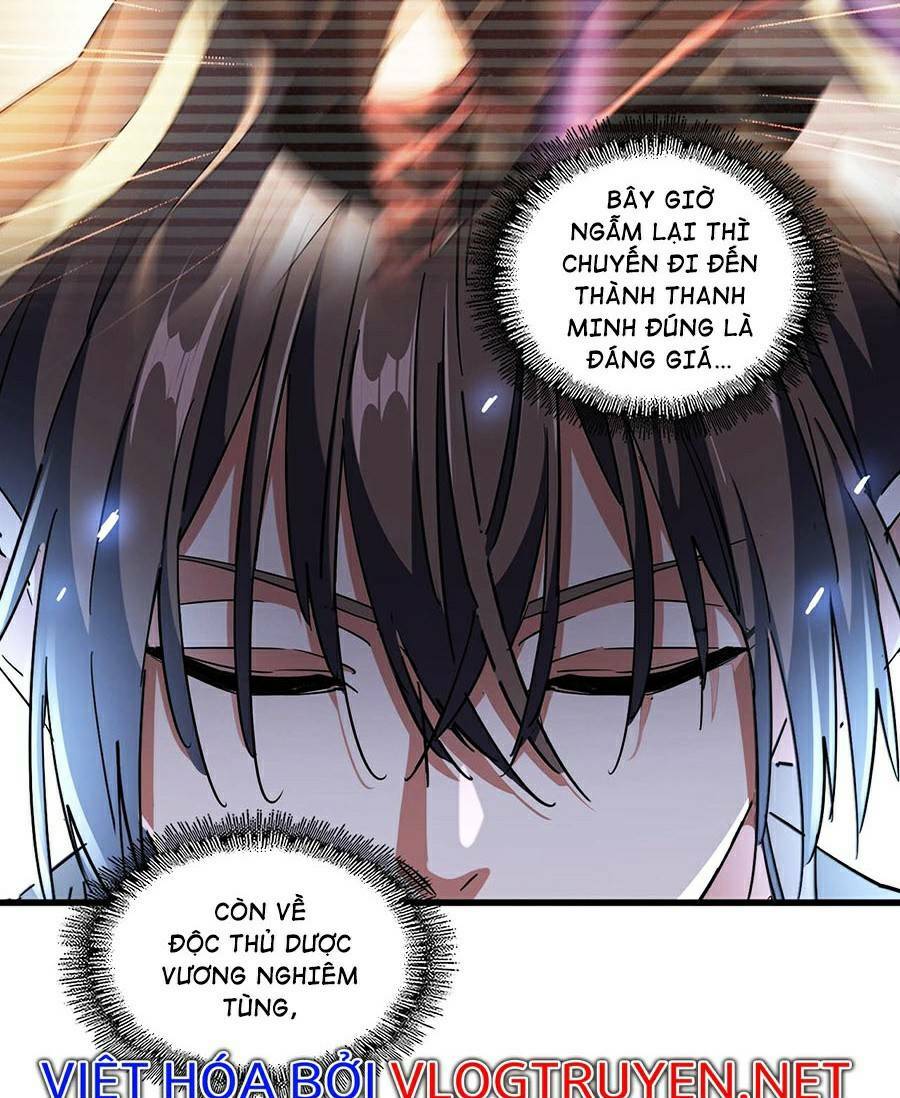 BÂY GIỜ
NGẪM LẠI THÌ
CHUYẾN ĐI ĐẾN
THÀNH THANH
MINH ĐÚNG LÀ
ĐÁNG GIÁ...
CÒN VỀ
ĐỘC THỦ DƯỢC
VƯƠNG NGHIÊM
TÙNG,
VIỆT HÓA BỞI VLOGTRUYEN.NET